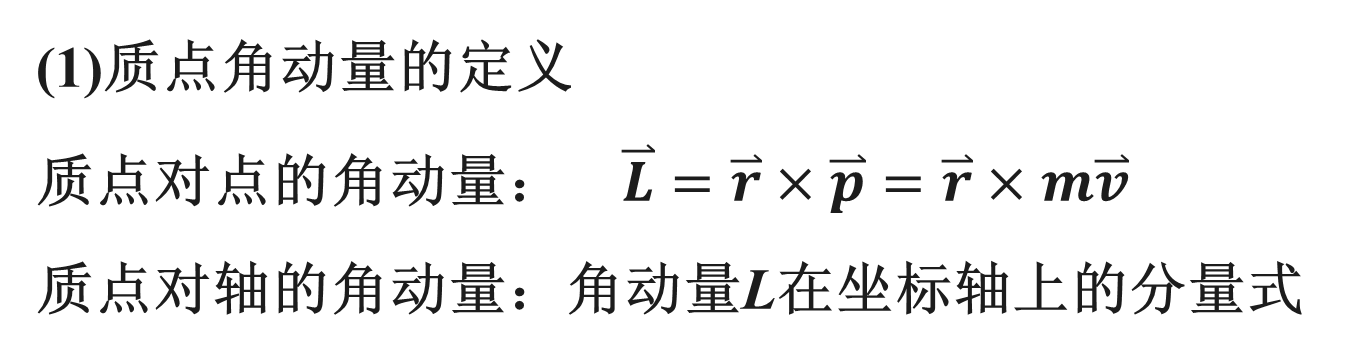 (1)质点角动量的定义
质点对点的角动量： $\vec{L} = \vec{r} \times \vec{p} = \vec{r} \times m\vec{v}$
质点对轴的角动量：角动量L在坐标轴上的分量式